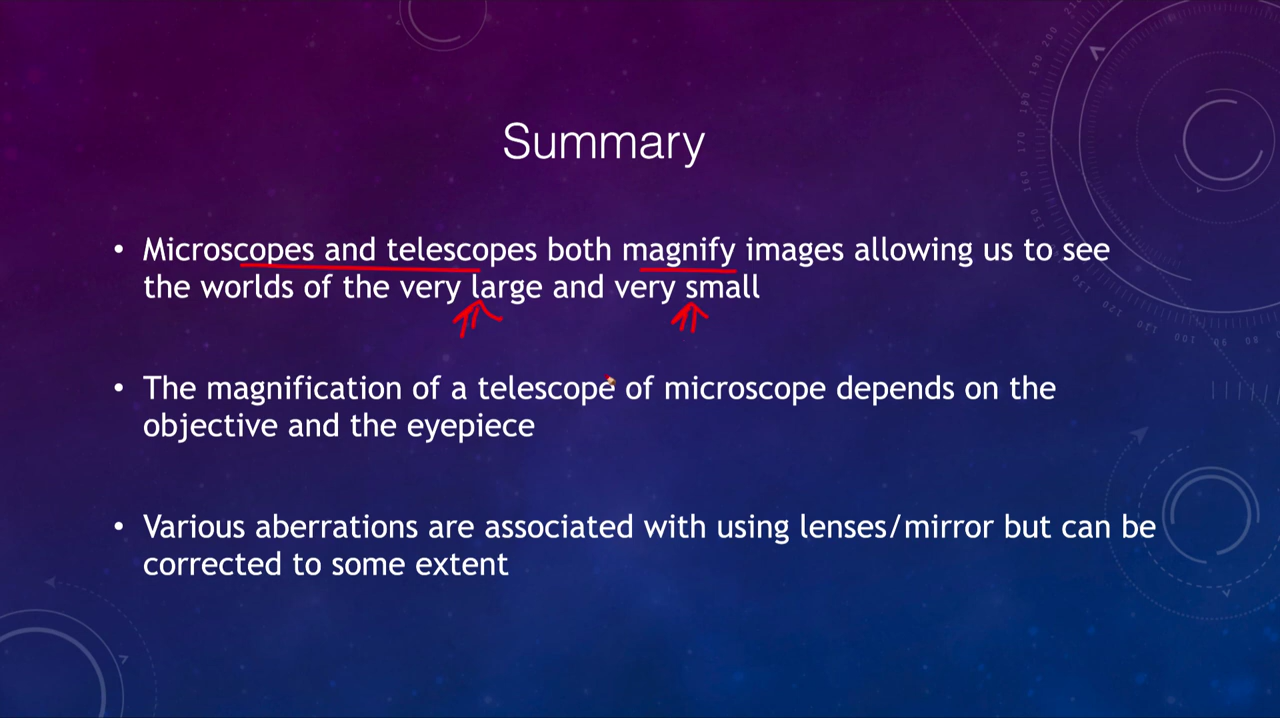 Summary
• Microscopes and telescopes both magnify images allowing us to see
the worlds of the very large and very small
• The magnification of a telescope of microscope depends on the
objective and the eyepiece
• Various aberrations are associated with using lenses/mirror but can be
corrected to some extent